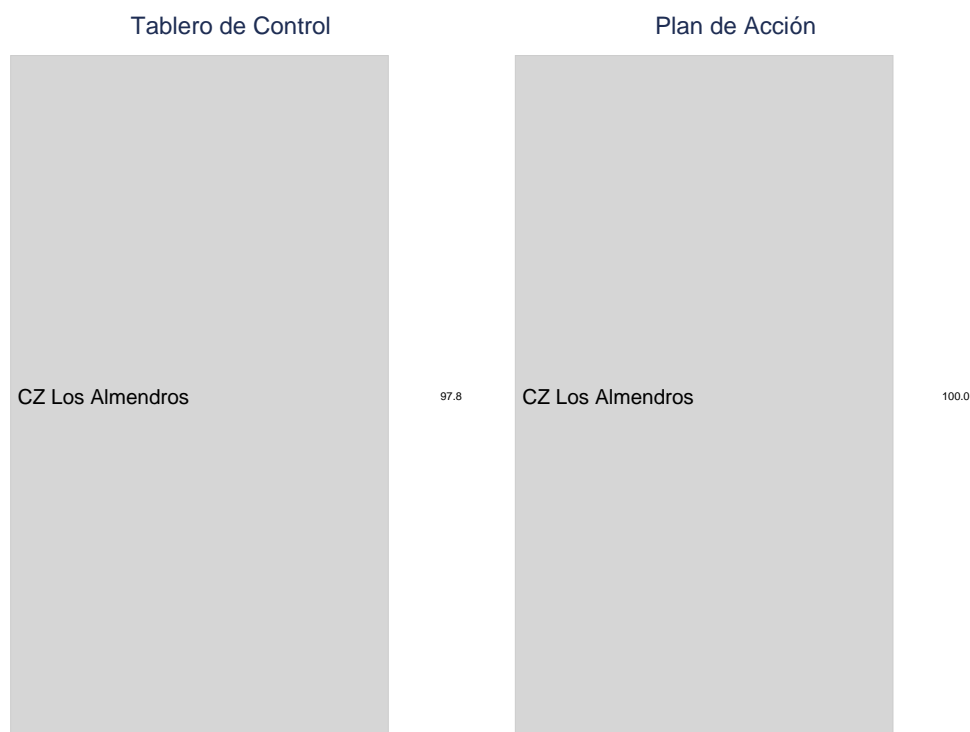 Tablero de Control
Plan de Acción
CZ Los Almendros
97.8
CZ Los Almendros
100.0